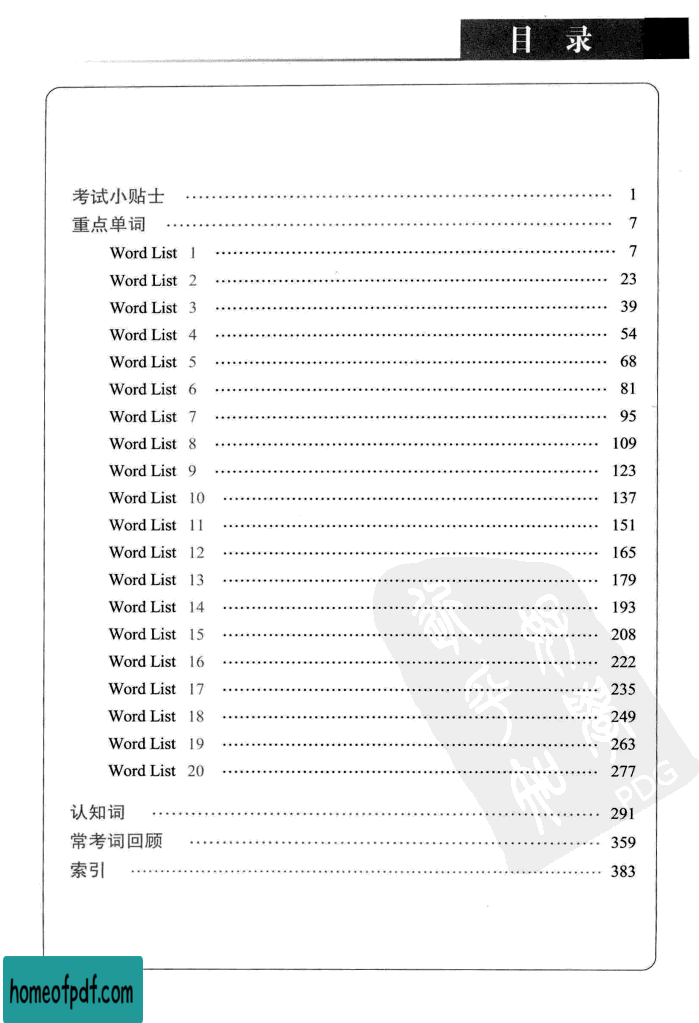 目 录
考试小贴士 …………………………………………………… 1
重点单词 …………………………………………………… 7
Word List 1 …………………………………………………… 7
Word List 2 …………………………………………………… 23
Word List 3 …………………………………………………… 39
Word List 4 …………………………………………………… 54
Word List 5 …………………………………………………… 68
Word List 6 …………………………………………………… 81
Word List 7 …………………………………………………… 95
Word List 8 …………………………………………………… 109
Word List 9 …………………………………………………… 123
Word List 10 …………………………………………………… 137
Word List 11 …………………………………………………… 151
Word List 12 …………………………………………………… 165
Word List 13 …………………………………………………… 179
Word List 14 …………………………………………………… 193
Word List 15 …………………………………………………… 208
Word List 16 …………………………………………………… 222
Word List 17 …………………………………………………… 235
Word List 18 …………………………………………………… 249
Word List 19 …………………………………………………… 263
Word List 20 …………………………………………………… 277
认知词 …………………………………………………… 291
常考词回顾 …………………………………………………… 359
索引 …………………………………………………… 383
PDG
homeofpdf.com